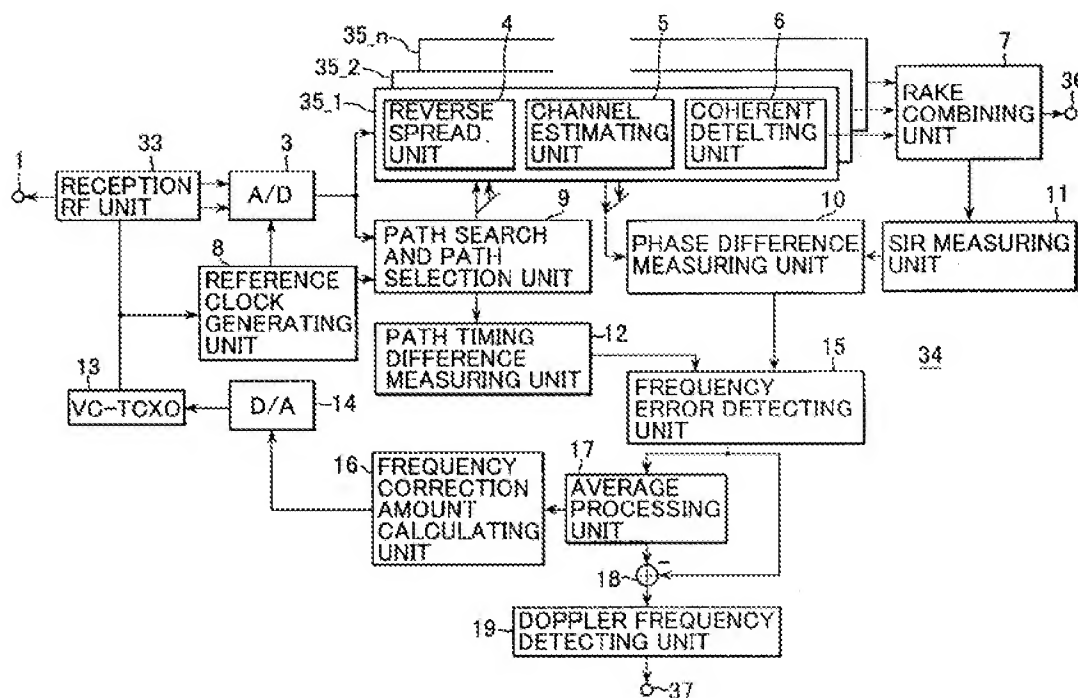 35_n
4
5
6
7
35_2
35_1
36
1
33
3
REVERSE
SPREAD
UNIT
CHANNEL
ESTIMATING
UNIT
COHERENT
DETELTING
UNIT
RAKE
COMBINING
UNIT
RECEPTION
RF UNIT
A/D
8
9
10
11
REFERENCE
CLOCK
GENERATING
UNIT
PATH SEARCH
AND PATH
SELECTION UNIT
PHASE DIFFERENCE
MEASURING UNIT
SIR MEASURING
UNIT
12
PATH TIMING
DIFFERENCE
MEASURING UNIT
15
34
13
VC-TCXO
D/A
14
FREQUENCY
ERROR DETECTING
UNIT
16
FREQUENCY
CORRECTION
AMOUNT
CALCULATING
UNIT
17
AVERAGE
PROCESSING
UNIT
18
−
19
DOPPLER FREQUENCY
DETECTING UNIT
37